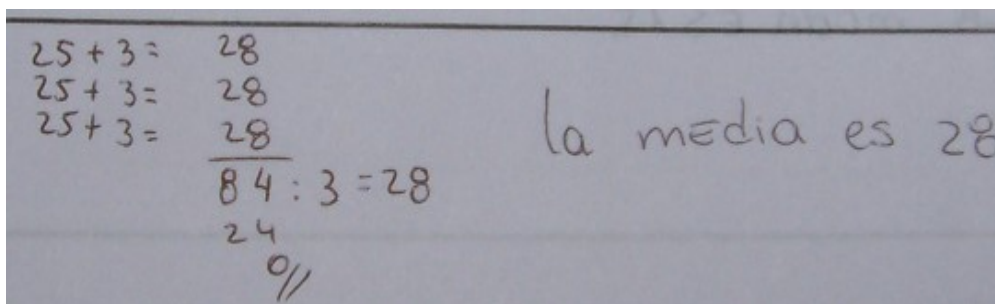 25 + 3 = 28
25 + 3 = 28
25 + 3 = 28
84 : 3 = 28
24
0//
la media es 28